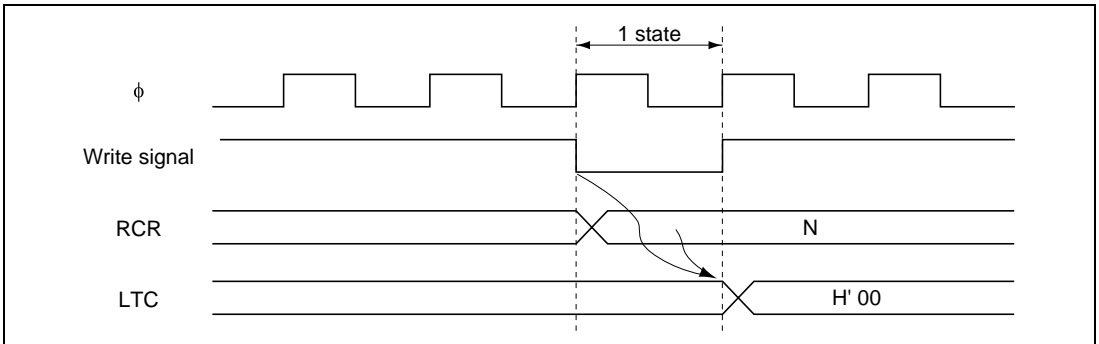 1 state
ϕ
Write signal
RCR
N
LTC
H' 00